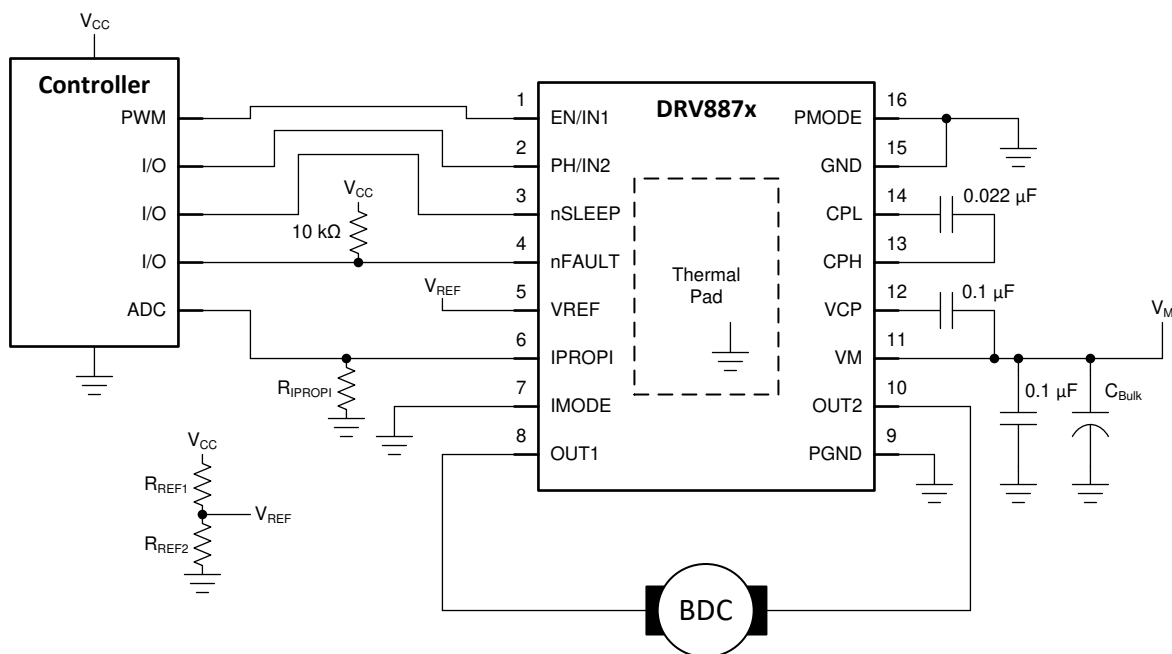 VCC
Controller
PWM
I/O
I/O
I/O
ADC
VCC
10 kΩ
VREF
RIPROPI
VCC
RREF1
VREF
RREF2
DRV887x
1
EN/IN1
2
PH/IN2
3
nSLEEP
4
nFAULT
5
VREF
6
IPROPI
7
IMODE
8
OUT1
Thermal
Pad
16
PMODE
15
GND
14
CPL
13
CPH
12
VCP
11
VM
10
OUT2
9
PGND
0.022 µF
0.1 µF
VM
0.1 µF
CBulk
BDC